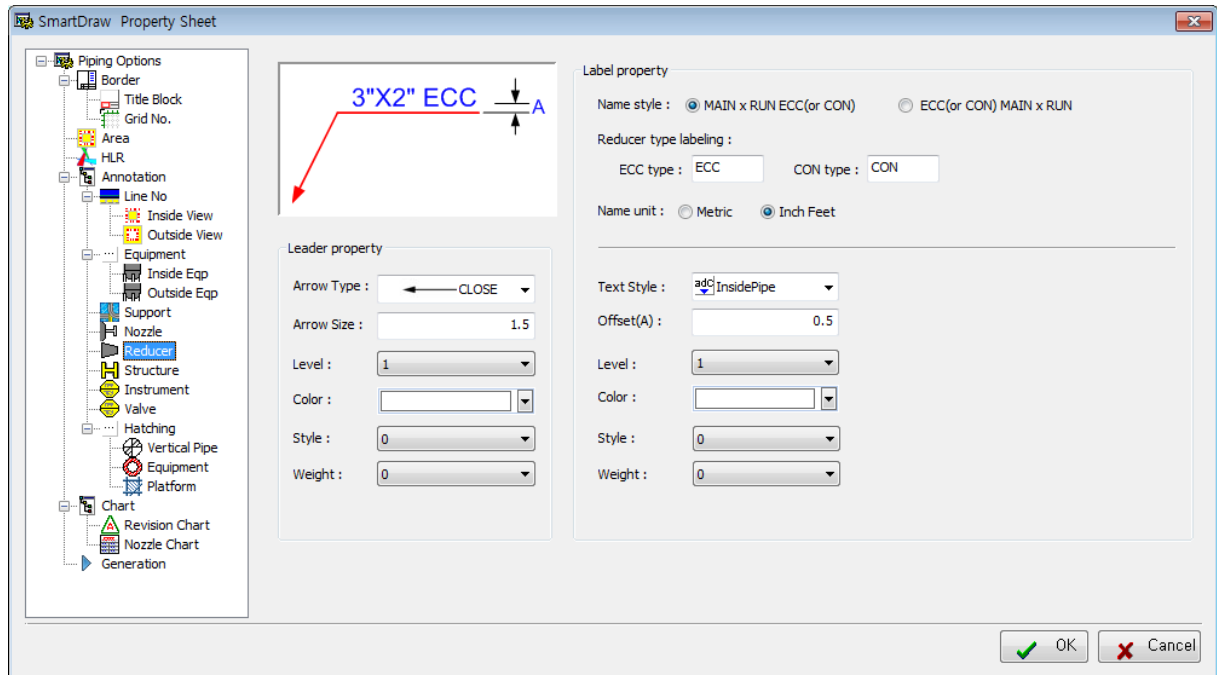 SmartDraw Property Sheet
Piping Options
Border
Title Block
Grid No.
Area
HLR
Annotation
Line No
Inside View
Outside View
Equipment
Inside Eqp
Outside Eqp
Support
Nozzle
Reducer
Structure
Instrument
Valve
Hatching
Vertical Pipe
Equipment
Platform
Chart
Revision Chart
Nozzle Chart
Generation
3"X2" ECC
A
Leader property
Arrow Type : CLOSE
Arrow Size : 1.5
Level : 1
Color :
Style : 0
Weight : 0
Label property
Name style : MAIN x RUN ECC(or CON) ECC(or CON) MAIN x RUN
Reducer type labeling :
ECC type : ECC CON type : CON
Name unit : Metric Inch Feet
Text Style : adC InsidePipe
Offset(A) : 0.5
Level : 1
Color :
Style : 0
Weight : 0
OK Cancel